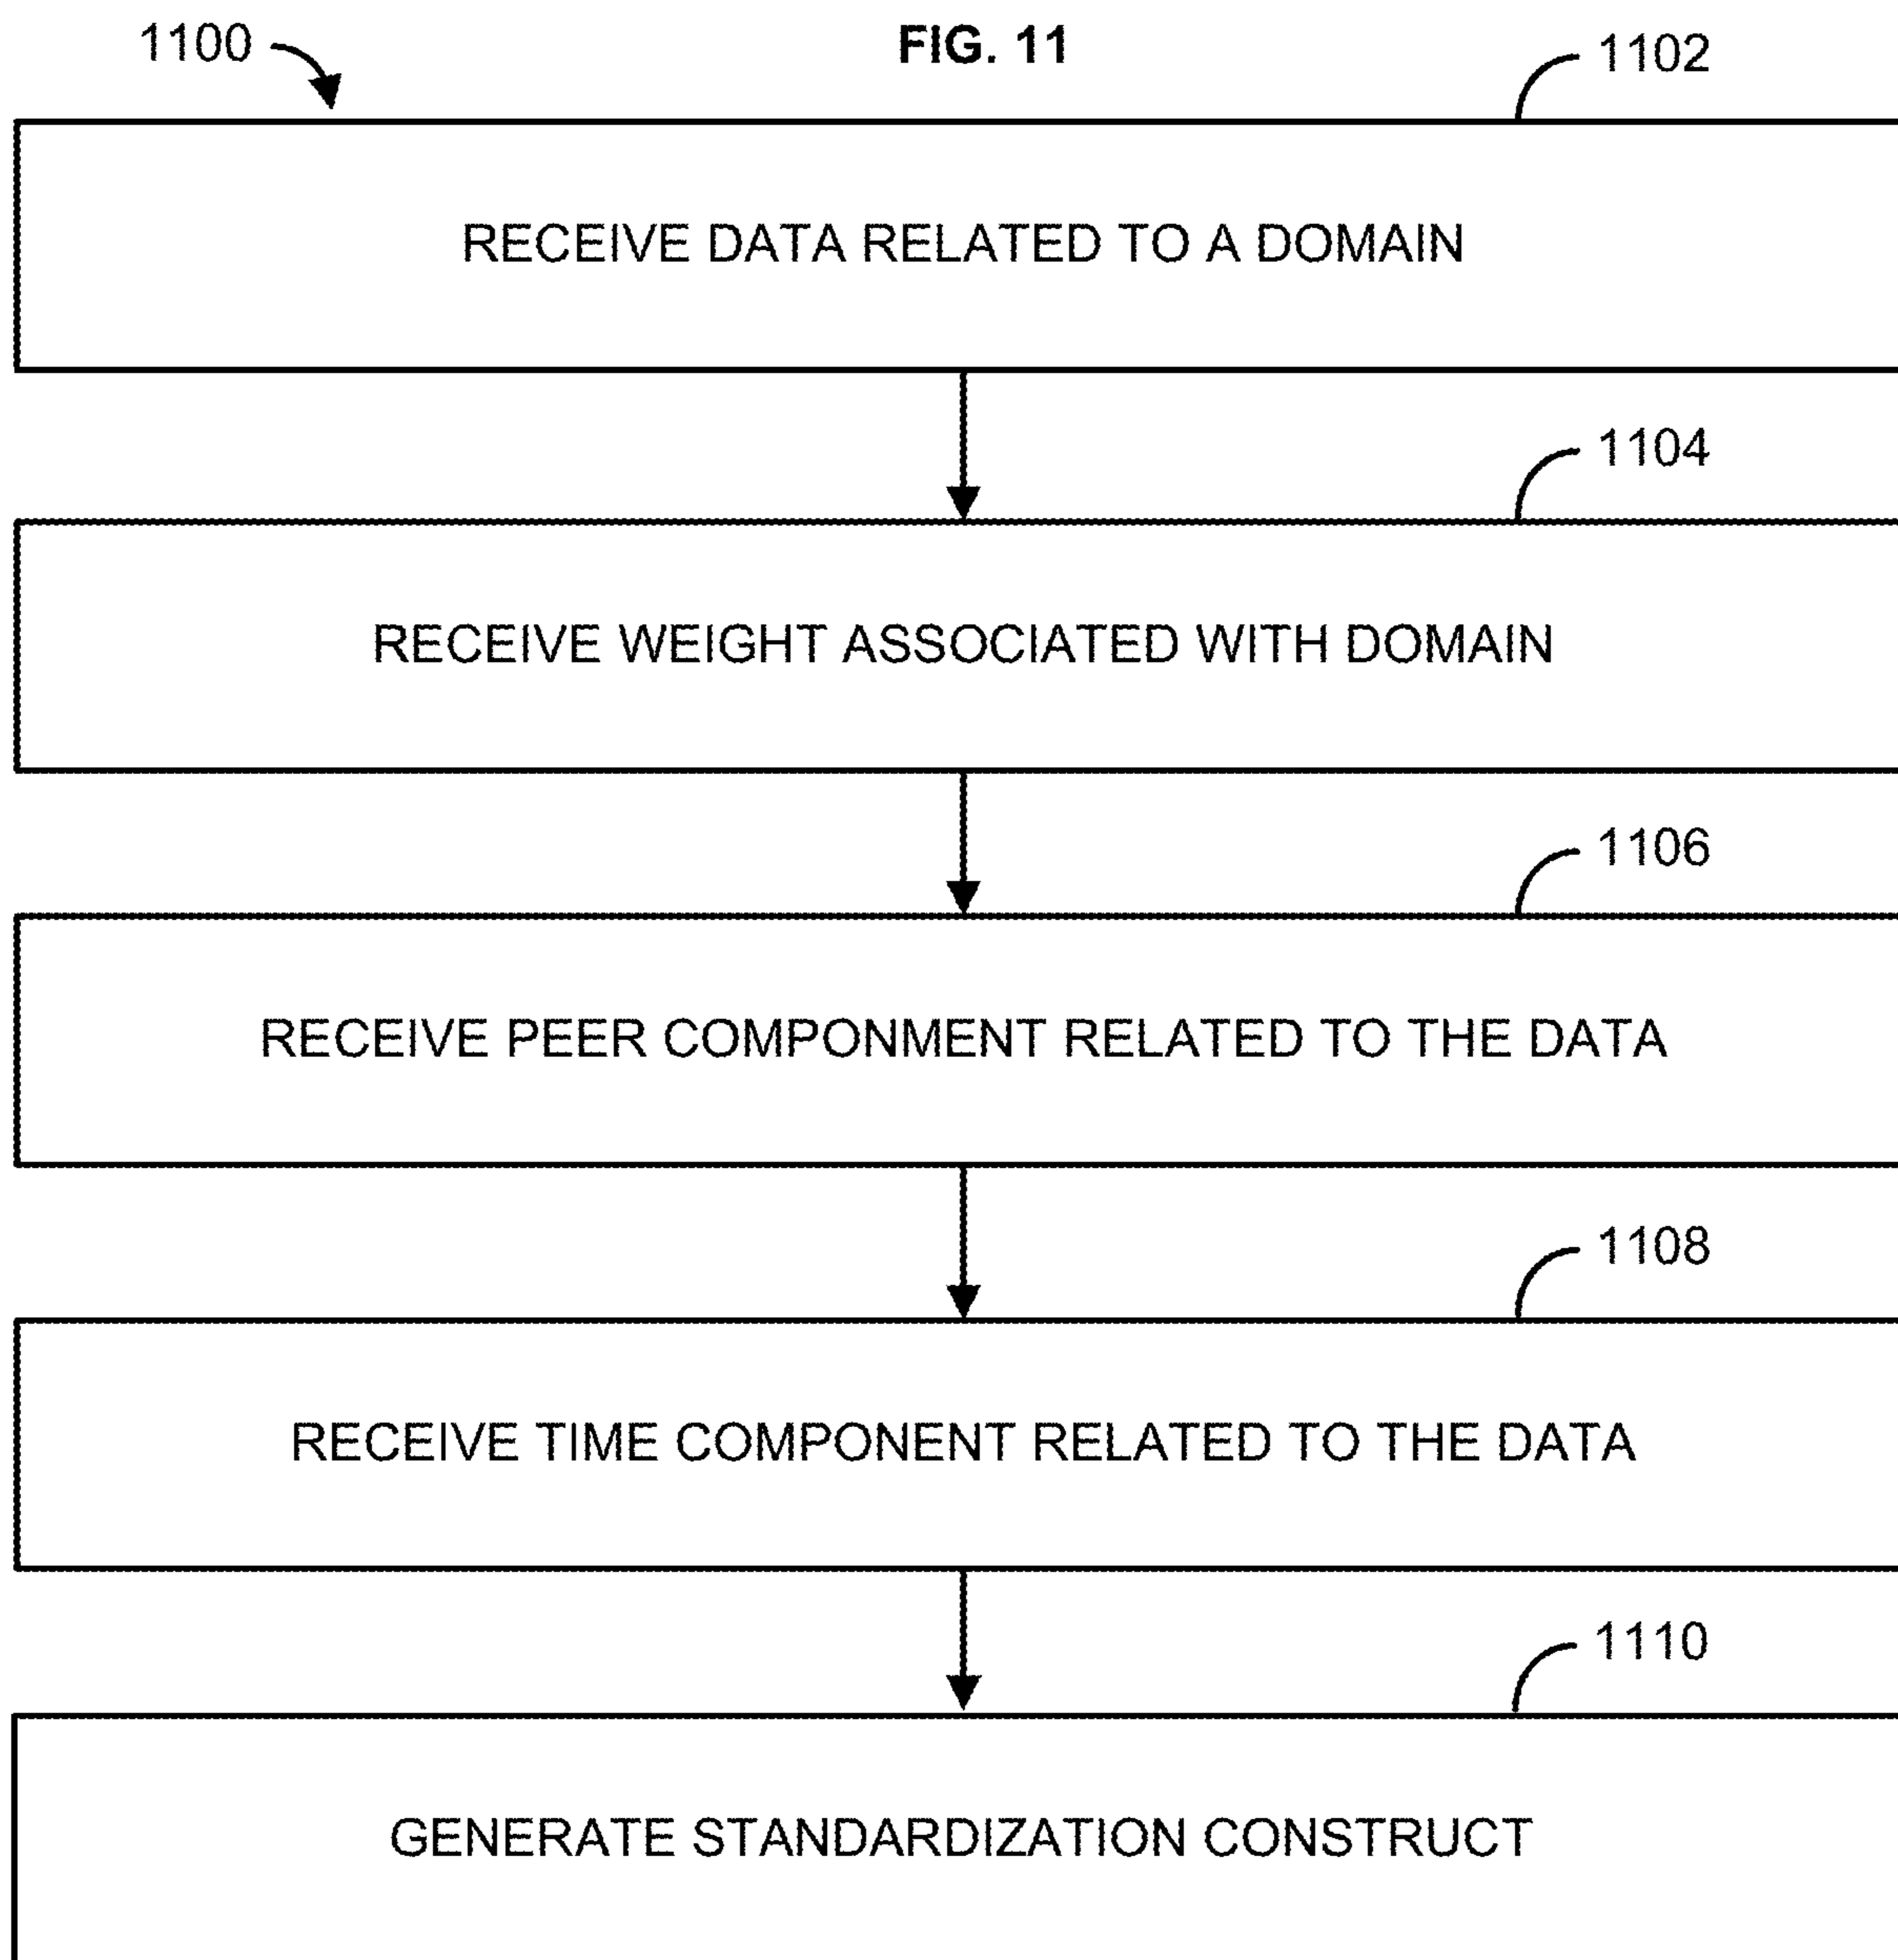 1100
FIG. 11
1102
RECEIVE DATA RELATED TO A DOMAIN
1104
RECEIVE WEIGHT ASSOCIATED WITH DOMAIN
1106
RECEIVE PEER COMPONMENT RELATED TO THE DATA
1108
RECEIVE TIME COMPONENT RELATED TO THE DATA
1110
GENERATE STANDARDIZATION CONSTRUCT